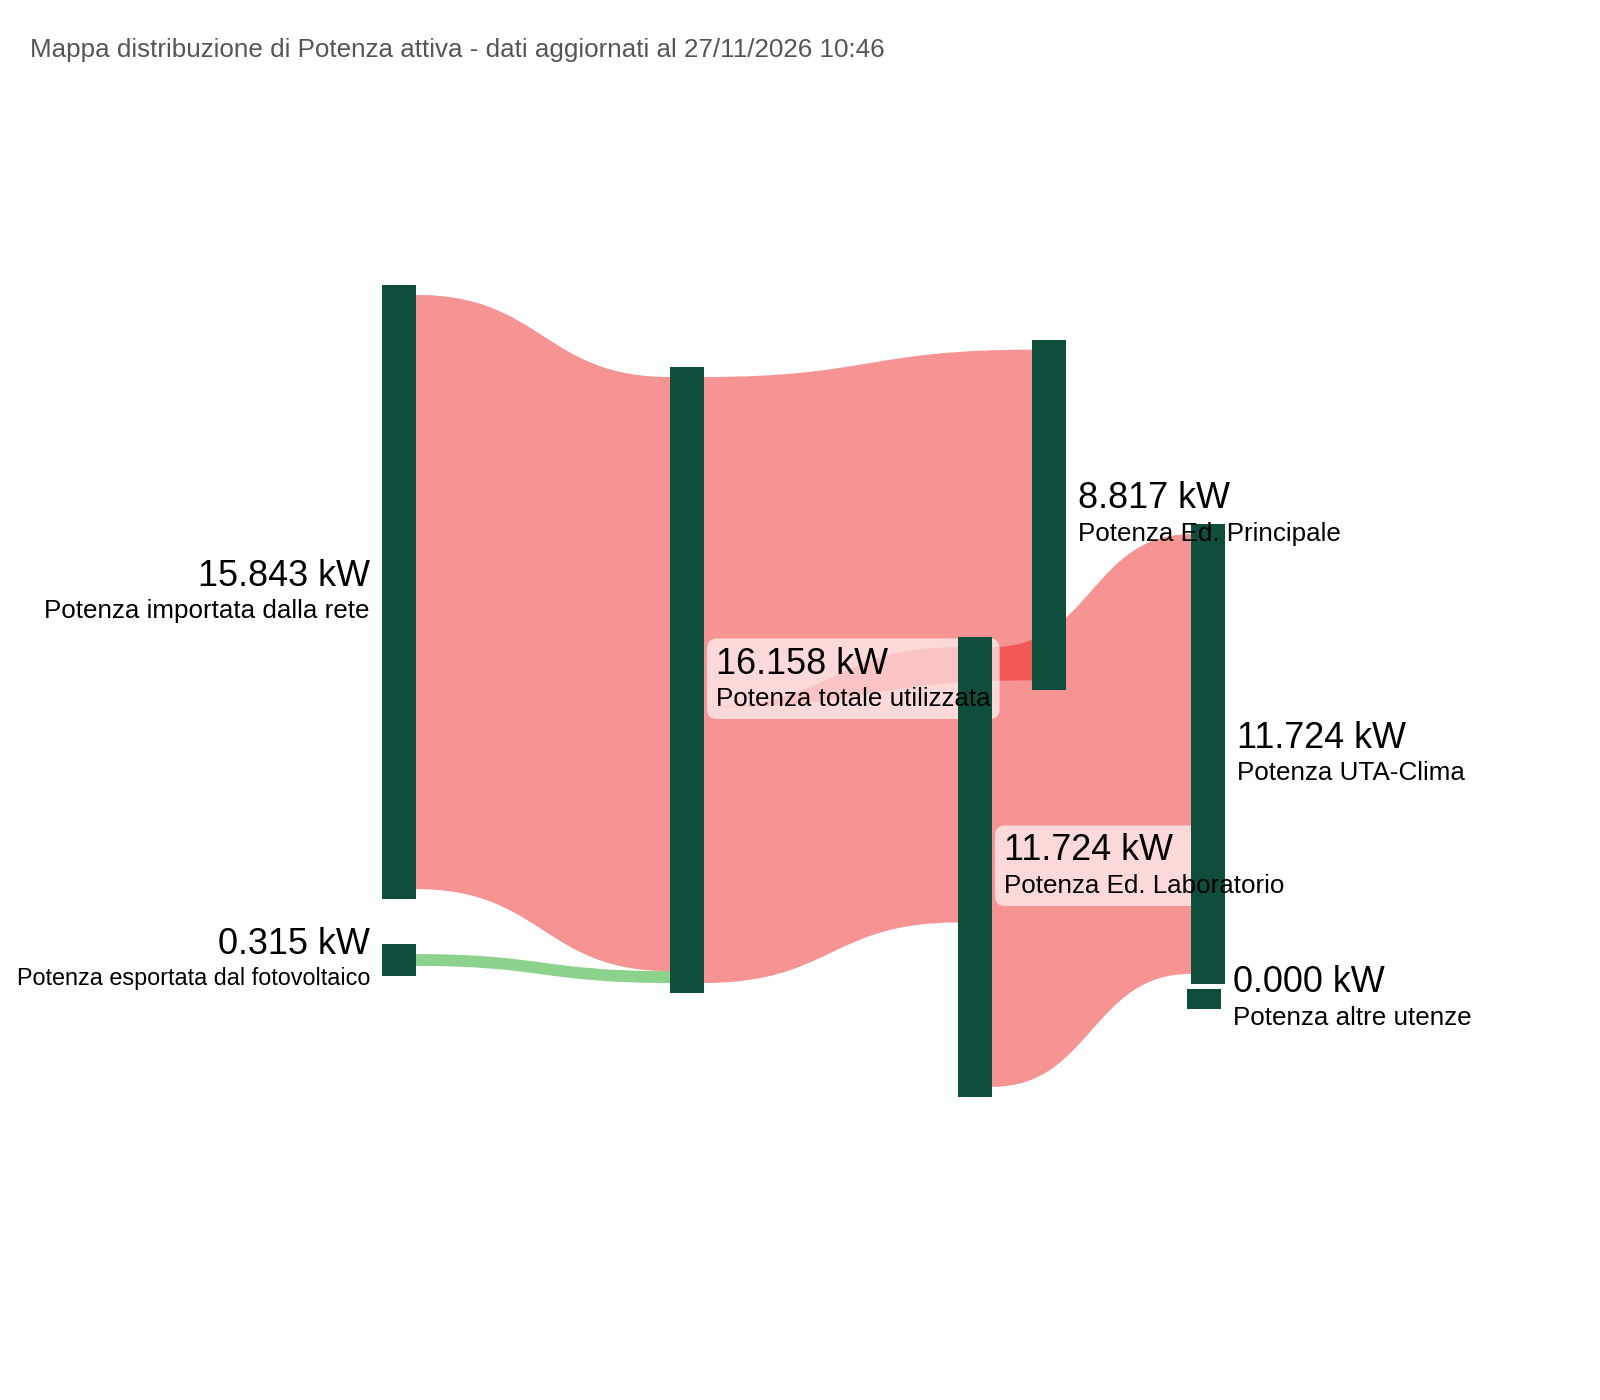 Mappa distribuzione di Potenza attiva - dati aggiornati al 27/11/2026 10:46
8.817 kW
Potenza Ed. Principale
15.843 kW
Potenza importata dalla rete
16.158 kW
Potenza totale utilizzata
11.724 kW
Potenza UTA-Clima
11.724 kW
Potenza Ed. Laboratorio
0.315 kW
Potenza esportata dal fotovoltaico
0.000 kW
Potenza altre utenze